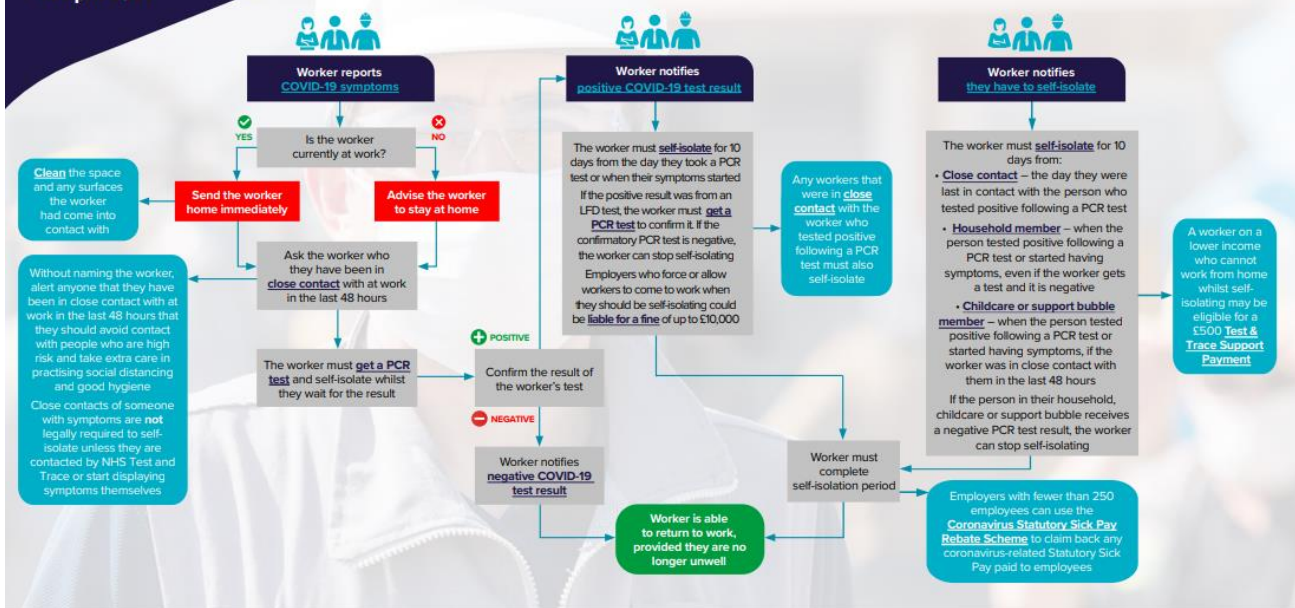 Worker reports
COVID-19 symptoms
YES
NO
Is the worker
currently at work?
Clean the space
and any surfaces
the worker
had come into
contact with
Send the worker
home immediately
Advise the worker
to stay at home
Ask the worker who
they have been in
close contact with at work
in the last 48 hours
Without naming the worker,
alert anyone that they have
been in close contact with at
work in the last 48 hours that
they should avoid contact
with people who are high
risk and take extra care in
practising social distancing
and good hygiene
Close contacts of someone
with symptoms are not
legally required to self-
isolate unless they are
contacted by NHS Test and
Trace or start displaying
symptoms themselves
The worker must get a PCR
test and self-isolate whilst
they wait for the result
POSITIVE
Confirm the result of
the worker's test
NEGATIVE
Worker notifies
negative COVID-19
test result
Worker notifies
positive COVID-19 test result
The worker must self-isolate for 10
days from the day they took a PCR
test or when their symptoms started
If the positive result was from an
LFD test, the worker must get a
PCR test to confirm it. If the
confirmatory PCR test is negative,
the worker can stop self-isolating
Employers who force or allow
workers to come to work when
they should be self-isolating could
be liable for a fine of up to £10,000
Any workers that
were in close
contact with the
worker who
tested positive
following a PCR
test must also
self-isolate
Worker notifies
they have to self-isolate
The worker must self-isolate for 10
days from:
• Close contact – the day they were
last in contact with the person who
tested positive following a PCR test
• Household member – when the
person tested positive following a
PCR test or started having
symptoms, even if the worker gets
a test and it is negative
• Childcare or support bubble
member – when the person tested
positive following a PCR test or
started having symptoms, if the
worker was in close contact with
them in the last 48 hours
If the person in their household,
childcare or support bubble receives
a negative PCR test result, the worker
can stop self-isolating
A worker on a
lower income
who cannot
work from home
whilst self-
isolating may be
eligible for a
£500 Test &
Trace Support
Payment
Worker must
complete
self-isolation period
Employers with fewer than 250
employees can use the
Coronavirus Statutory Sick Pay
Rebate Scheme to claim back any
coronavirus-related Statutory Sick
Pay paid to employees
Worker is able
to return to work,
provided they are no
longer unwell